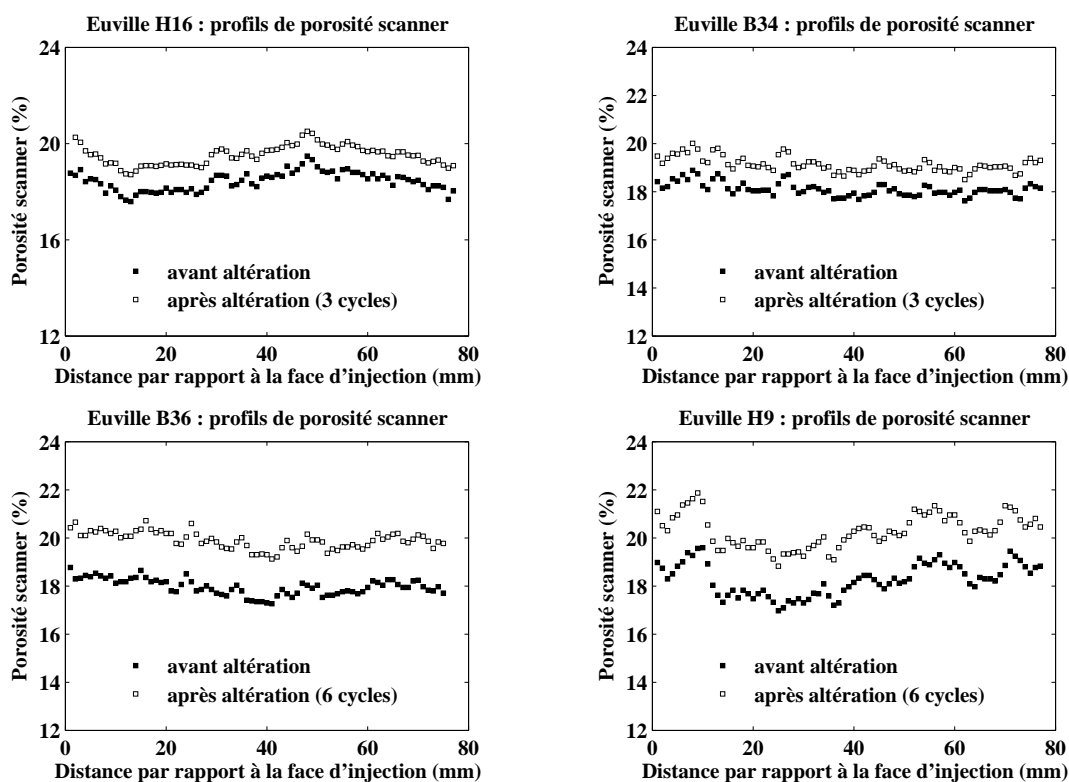 Euville H16 : profils de porosité scanner
24
22
20
18
16
14
12
Porosité scanner (%)
avant altération
après altération (3 cycles)
0 20 40 60 80
Distance par rapport à la face d'injection (mm)
Euville B34 : profils de porosité scanner
24
22
20
18
16
14
12
Porosité scanner (%)
avant altération
après altération (3 cycles)
0 20 40 60 80
Distance par rapport à la face d'injection (mm)
Euville B36 : profils de porosité scanner
24
22
20
18
16
14
12
Porosité scanner (%)
avant altération
après altération (6 cycles)
0 20 40 60 80
Distance par rapport à la face d'injection (mm)
Euville H9 : profils de porosité scanner
24
22
20
18
16
14
12
Porosité scanner (%)
avant altération
après altération (6 cycles)
0 20 40 60 80
Distance par rapport à la face d'injection (mm)